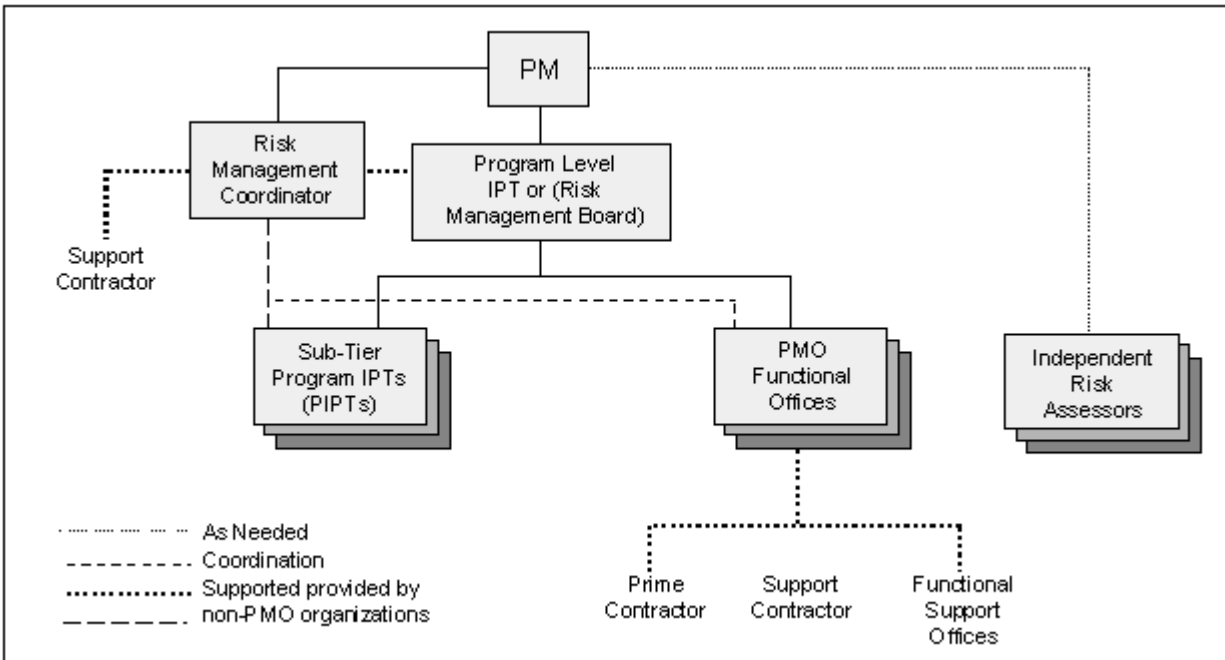 PM
Risk
Management
Coordinator
Program Level
IPT or (Risk
Management Board)
Support
Contractor
Sub-Tier
Program IPTs
(PIPTs)
PMO
Functional
Offices
Independent
Risk
Assessors
As Needed
Coordination
Supported provided by
non-PMO organizations
Prime
Contractor
Support
Contractor
Functional
Support
Offices